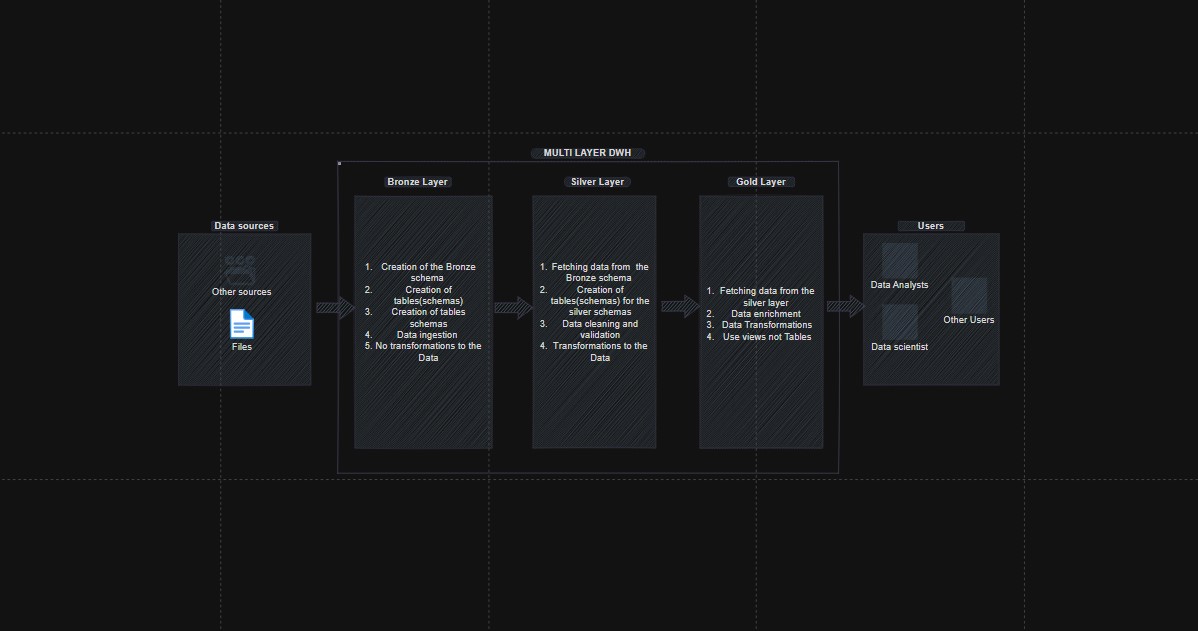 MULTI LAYER DWH
Data sources
Other sources
Files
Bronze Layer
1. Creation of the Bronze
schema
2. Creation of
tables(schemas)
3. Creation of tables
schemas
4. Data ingestion
5. No transformations to the
Data
Silver Layer
1. Fetching data from the
Bronze schema
2. Creation of
tables(schemas) for the
silver schemas
3. Data cleaning and
validation
4. Transformations to the
Data
Gold Layer
1. Fetching data from the
silver layer
2. Data enrichment
3. Data Transformations
4. Use views not Tables
Users
Data Analysts
Other Users
Data scientist